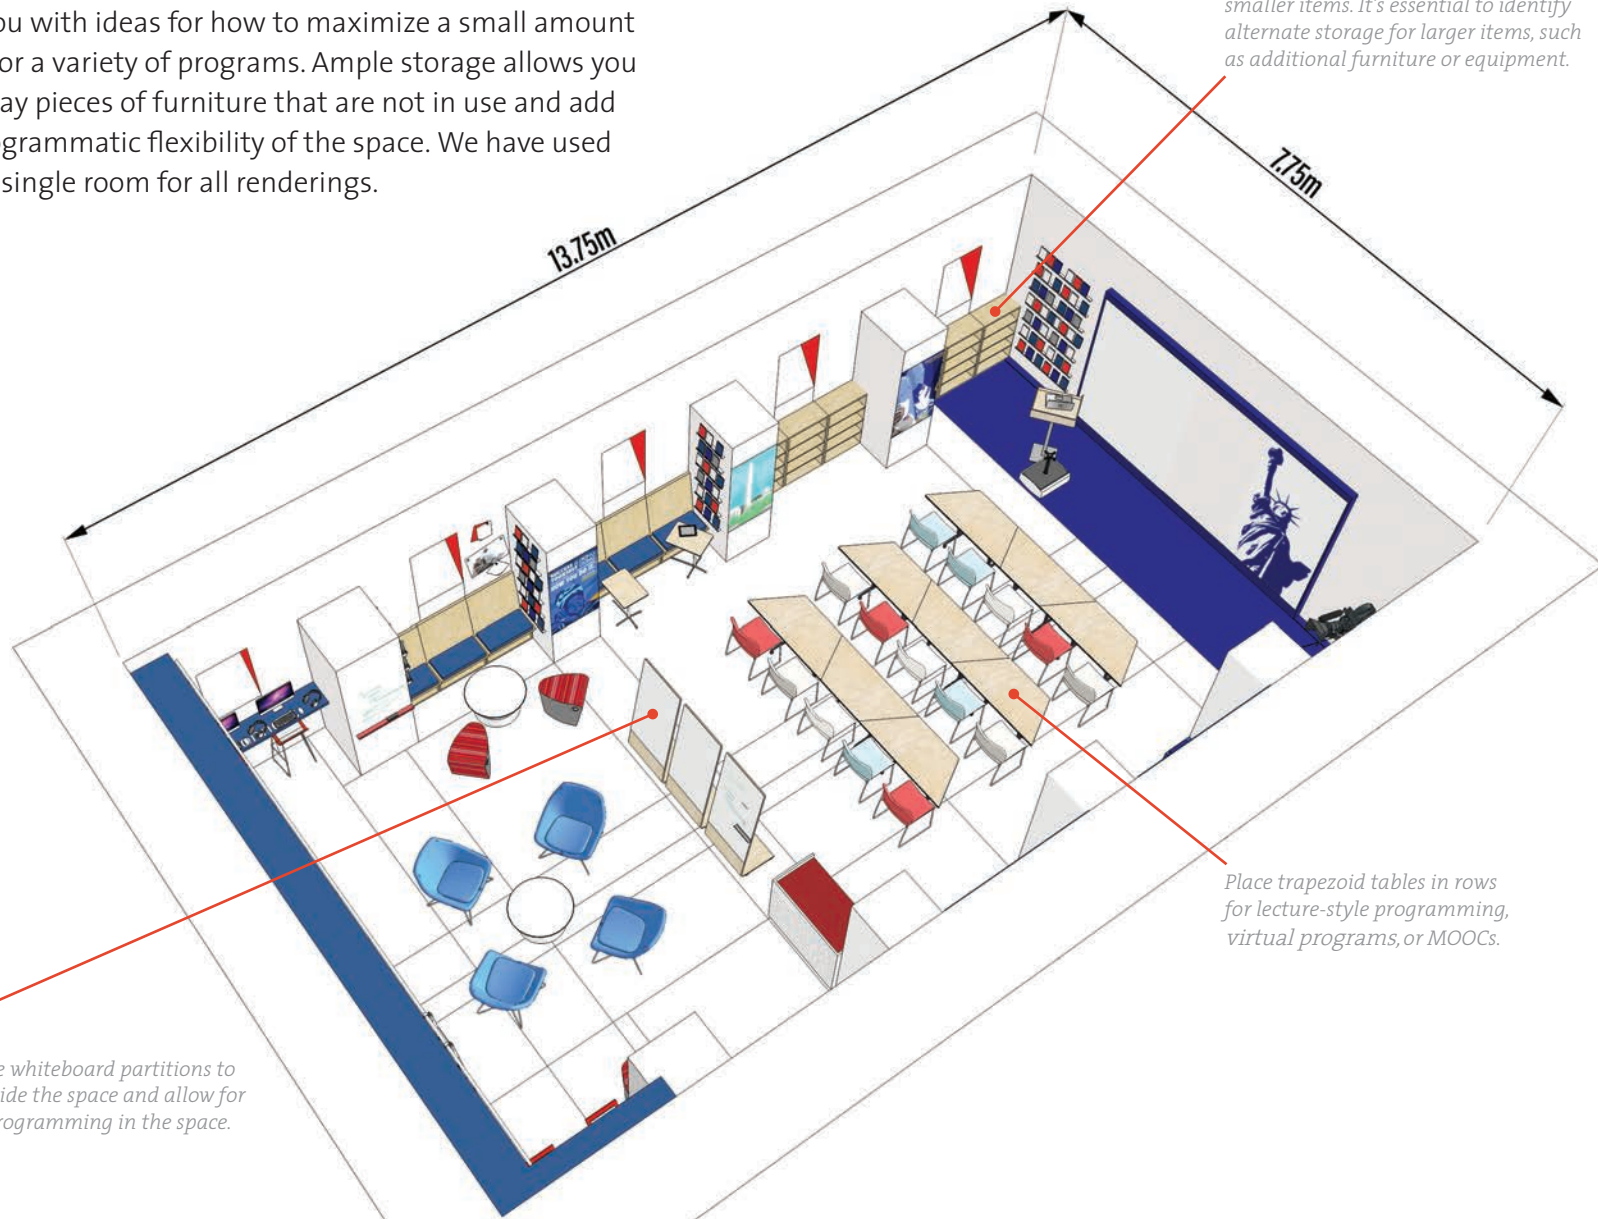 ou with ideas for how to maximize a small amount
or a variety of programs. Ample storage allows you
ay pieces of furniture that are not in use and add
grammatic flexibility of the space. We have used
single room for all renderings.
smaller items. It's essential to identify
alternate storage for larger items, such
as additional furniture or equipment.
13.75m
7.75m
Place trapezoid tables in rows
for lecture-style programming,
virtual programs, or MOOCs.
e whiteboard partitions to
ide the space and allow for
rogramming in the space.